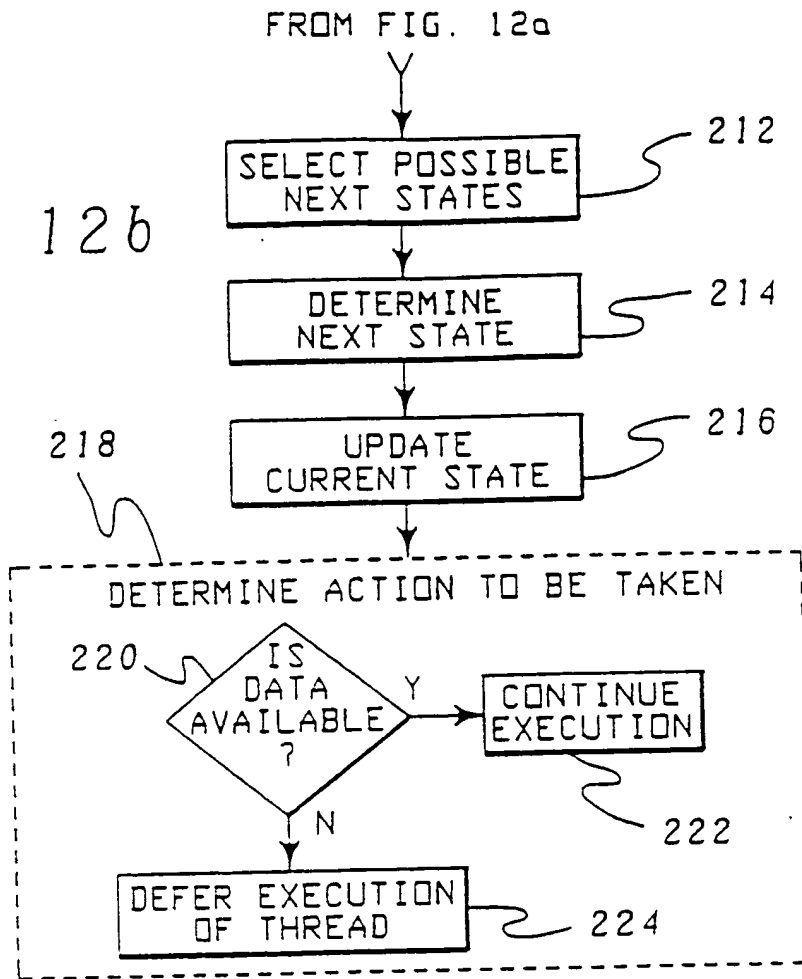 FROM FIG. 12a
212
SELECT POSSIBLE
NEXT STATES
12b
214
DETERMINE
NEXT STATE
216
UPDATE
CURRENT STATE
218
DETERMINE ACTION TO BE TAKEN
220
IS
DATA
AVAILABLE
?
Y
CONTINUE
EXECUTION
222
N
DEFER EXECUTION
OF THREAD
224